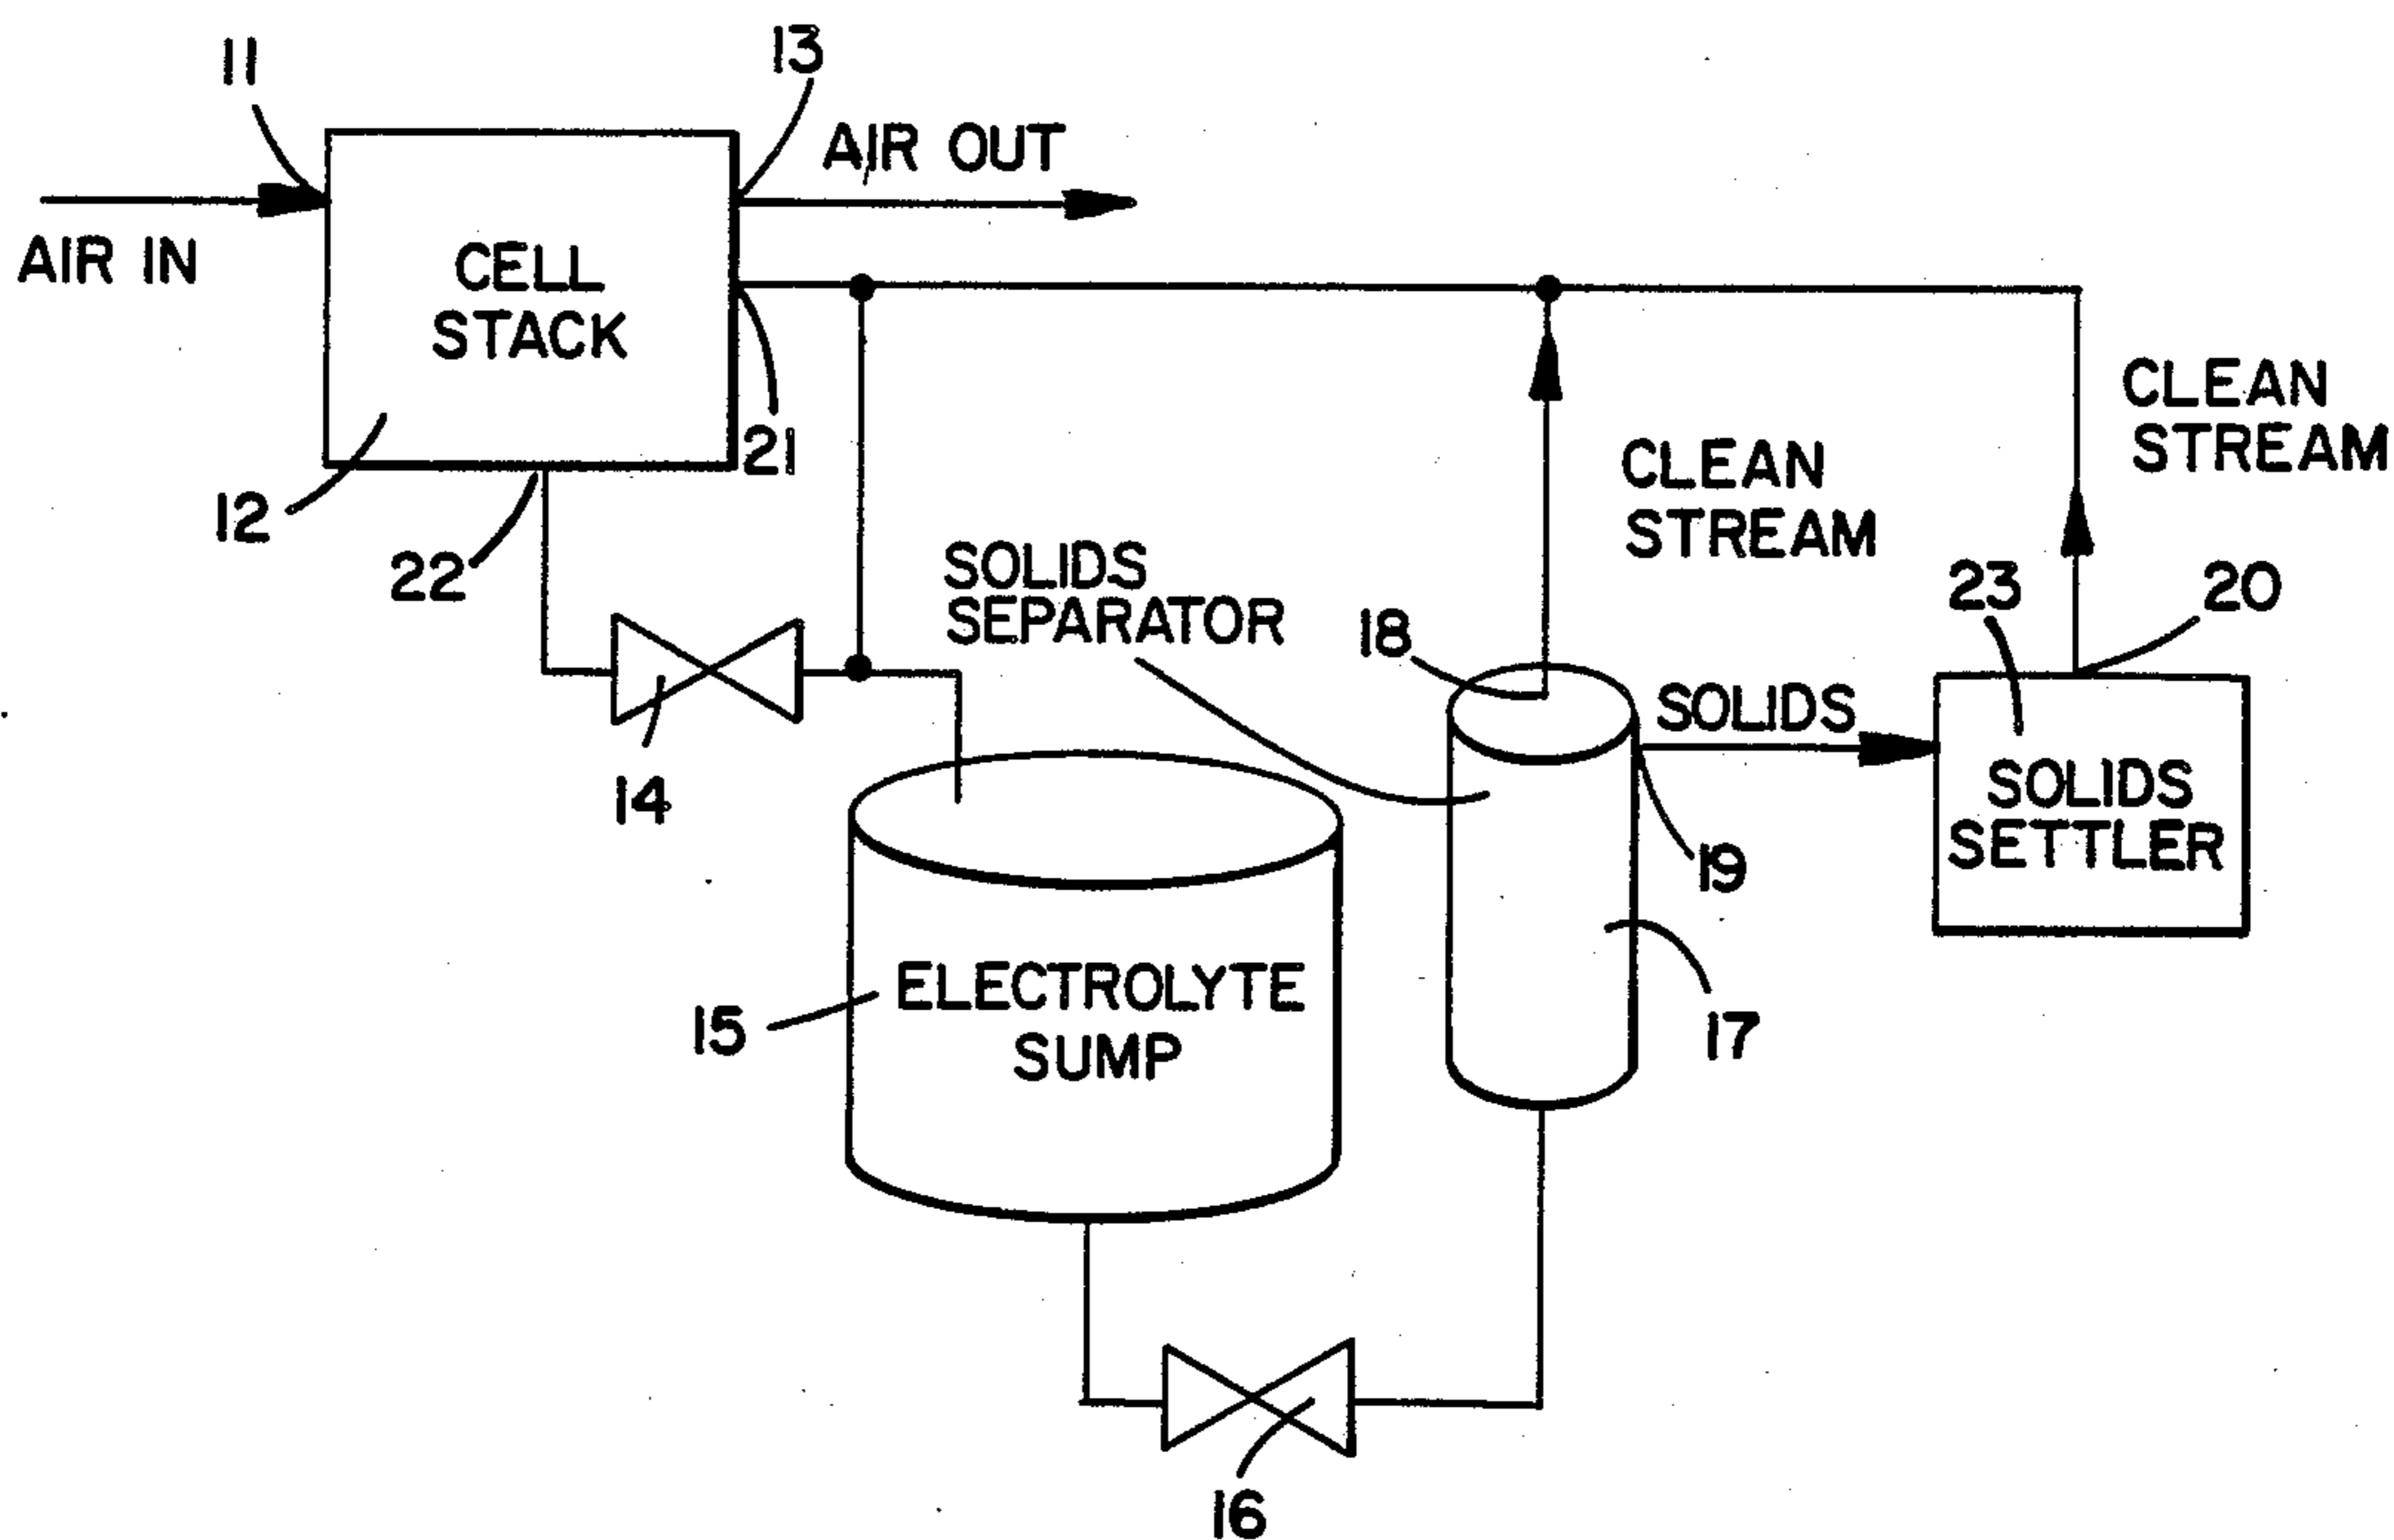 11
13
AIR OUT
AIR IN
CELL
STACK
21
12
22
CLEAN
STREAM
CLEAN
STREAM
SOLIDS
SEPARATOR
18
23
20
SOLIDS
14
SOLIDS
SETTLER
19
15
ELECTROLYTE
SUMP
17
16